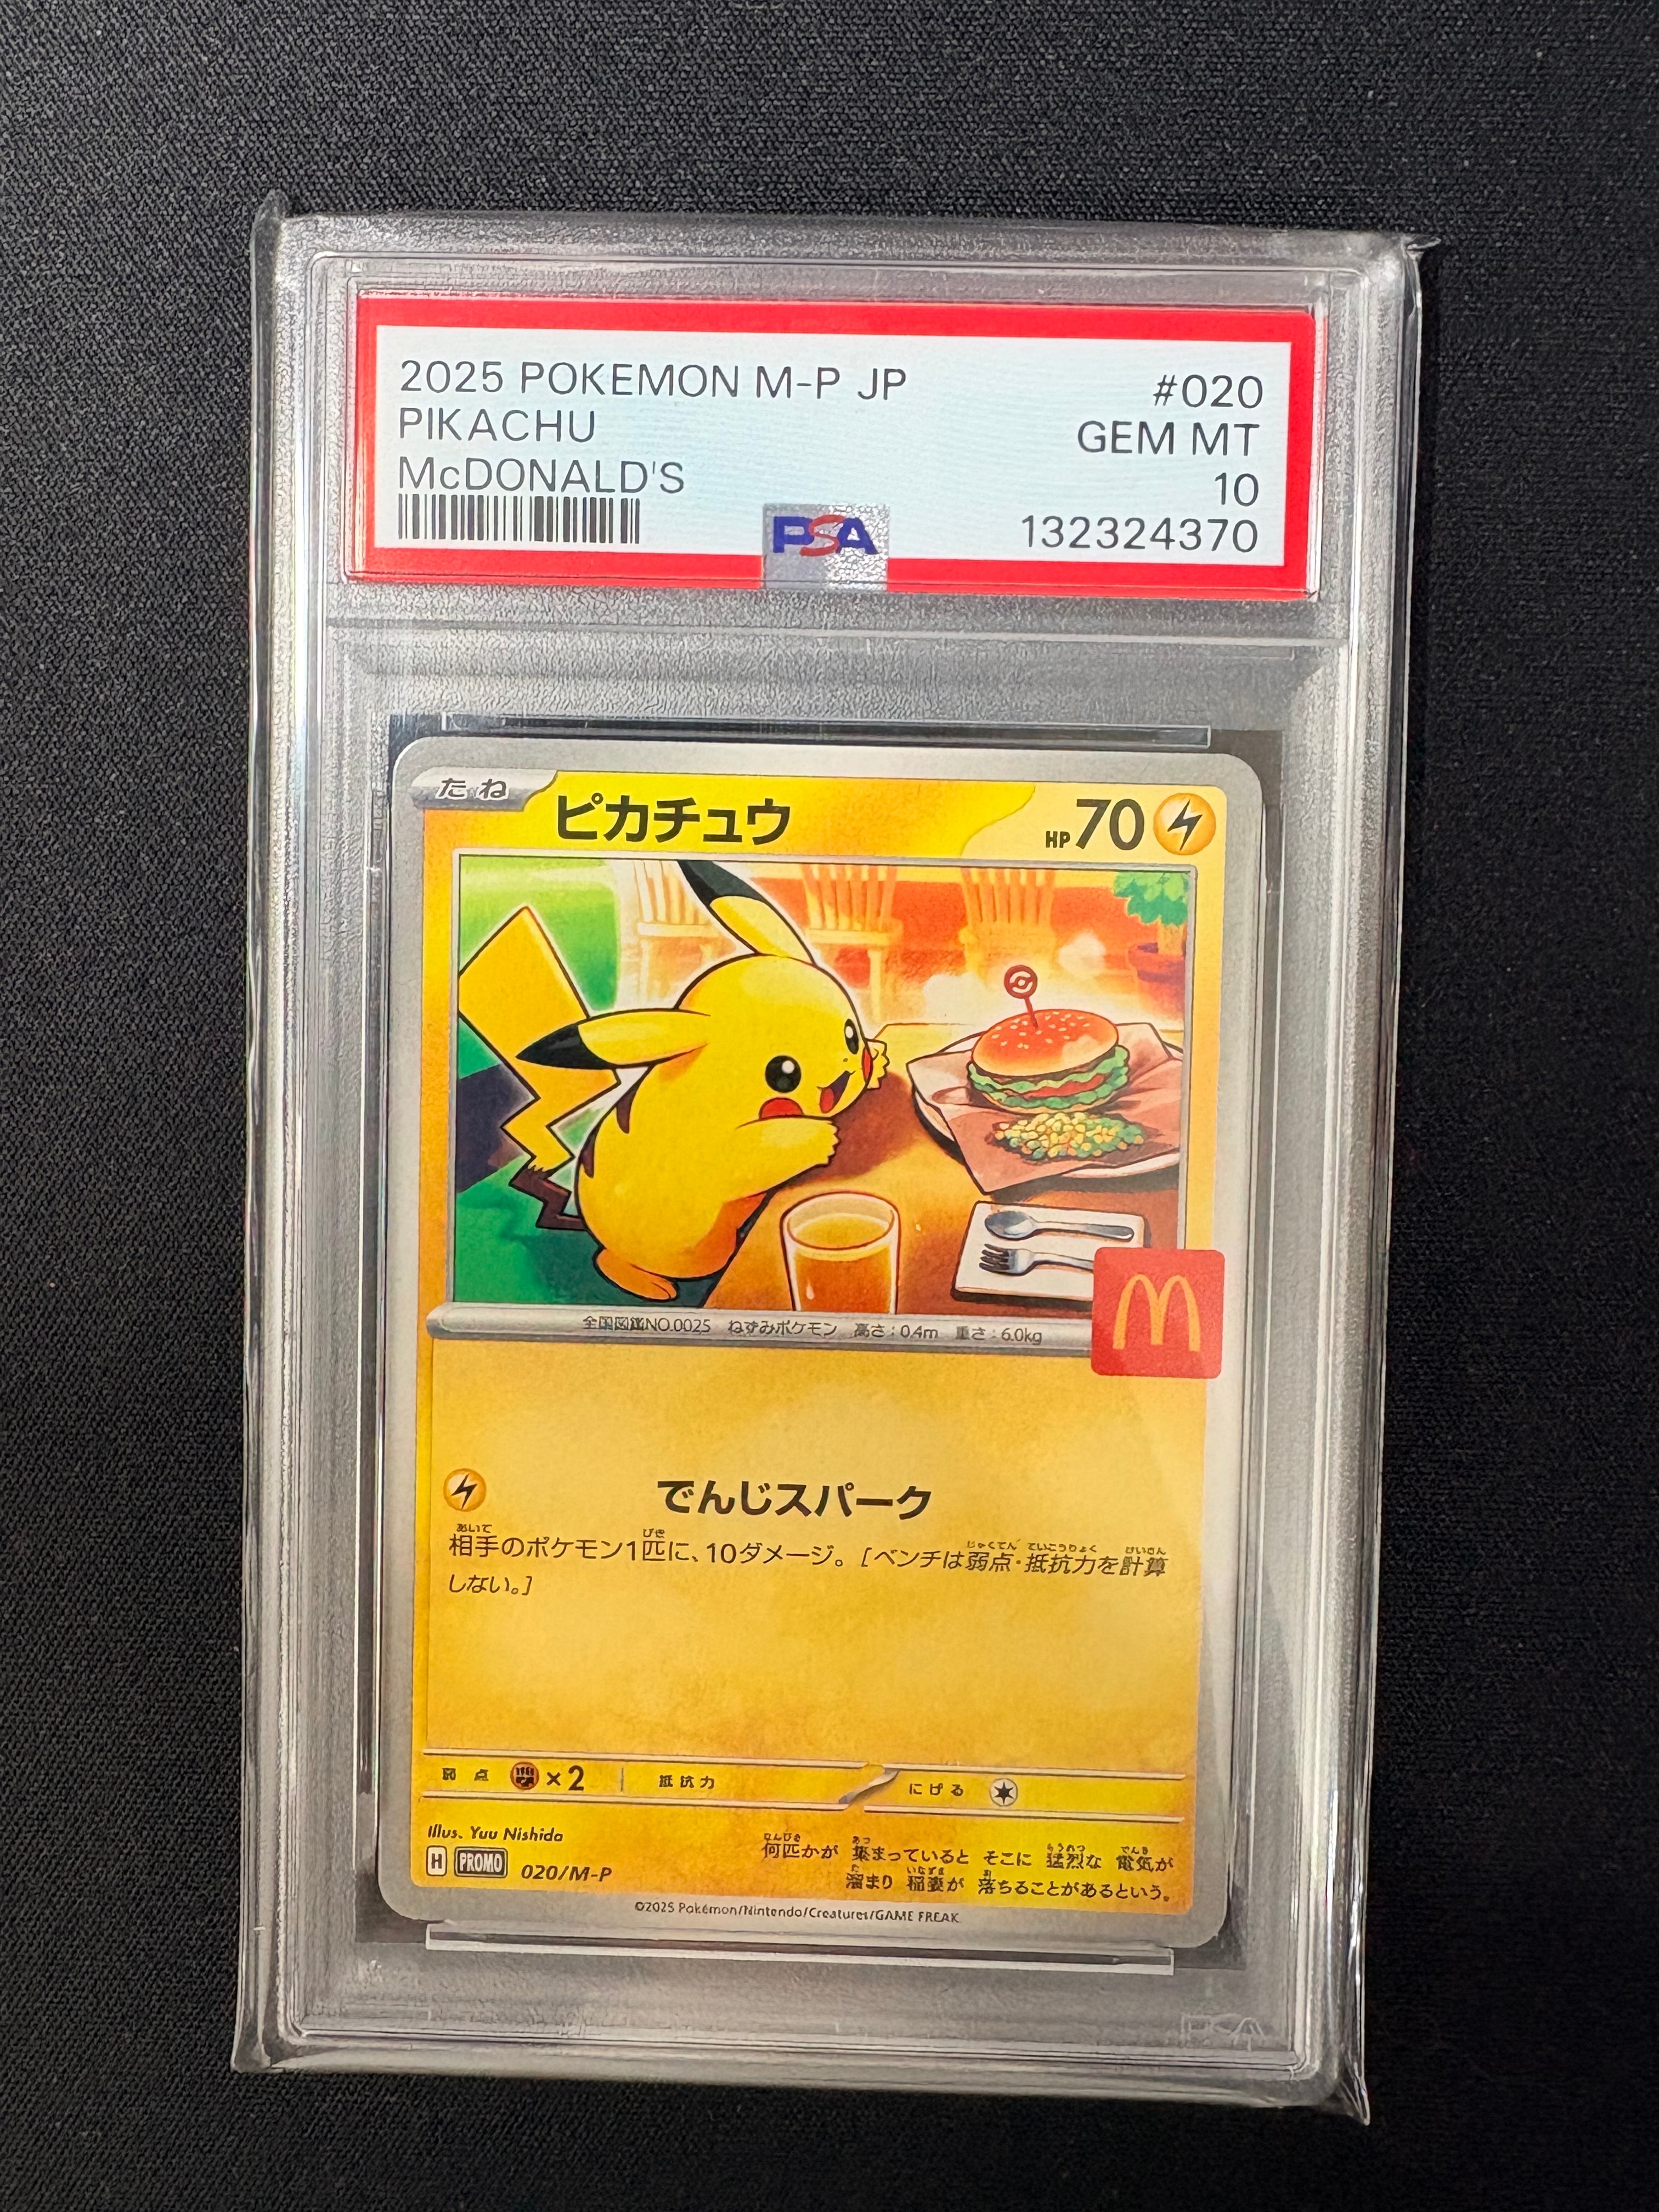 2025 POKEMON M-P JP #020
PIKACHU GEM MT
McDONALD'S 10
PSA 132324370
たね ピカチュウ HP70
全国図鑑NO.0025 ねずみポケモン 高さ:0.4m 重さ:6.0kg
M
でんじスパーク
相手のポケモン1匹に、10ダメージ。[ベンチは弱点・抵抗力を計算
しない。]
弱点 ×2 抵抗力 にげる
Illus. Yuu Nishida
何匹かが 集まっていると そこに 猛烈な 電気が
溜まり 稲妻が 落ちることがあるという。
H PROMO 020/M-P
©2025 Pokémon/Nintendo/Creatures/GAME FREAK
PSA